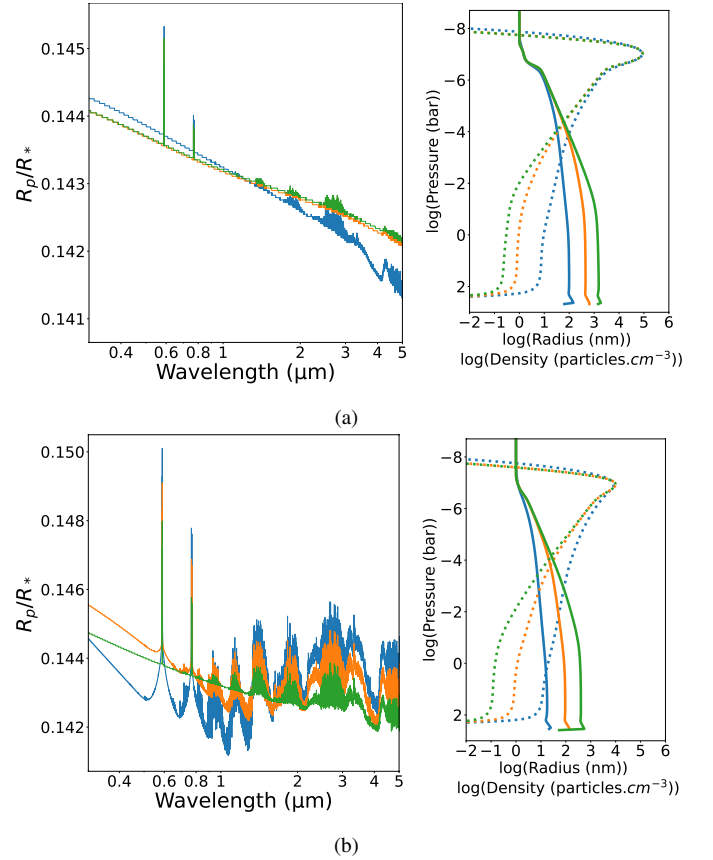 0.145
0.144
0.143
0.142
0.141
R_p/R_*
0.4 0.6 0.8 1 2 3 4 5
Wavelength (μm)
−8
−6
−4
−2
0
2
log(Pressure (bar))
−2 −1 0 1 2 3 4 5 6
log(Radius (nm))
log(Density (particles.cm⁻³))
(a)
0.150
0.148
0.146
0.144
0.142
R_p/R_*
0.4 0.6 0.8 1 2 3 4 5
Wavelength (μm)
−8
−6
−4
−2
0
2
log(Pressure (bar))
−2 −1 0 1 2 3 4 5 6
log(Radius (nm))
log(Density (particles.cm⁻³))
(b)